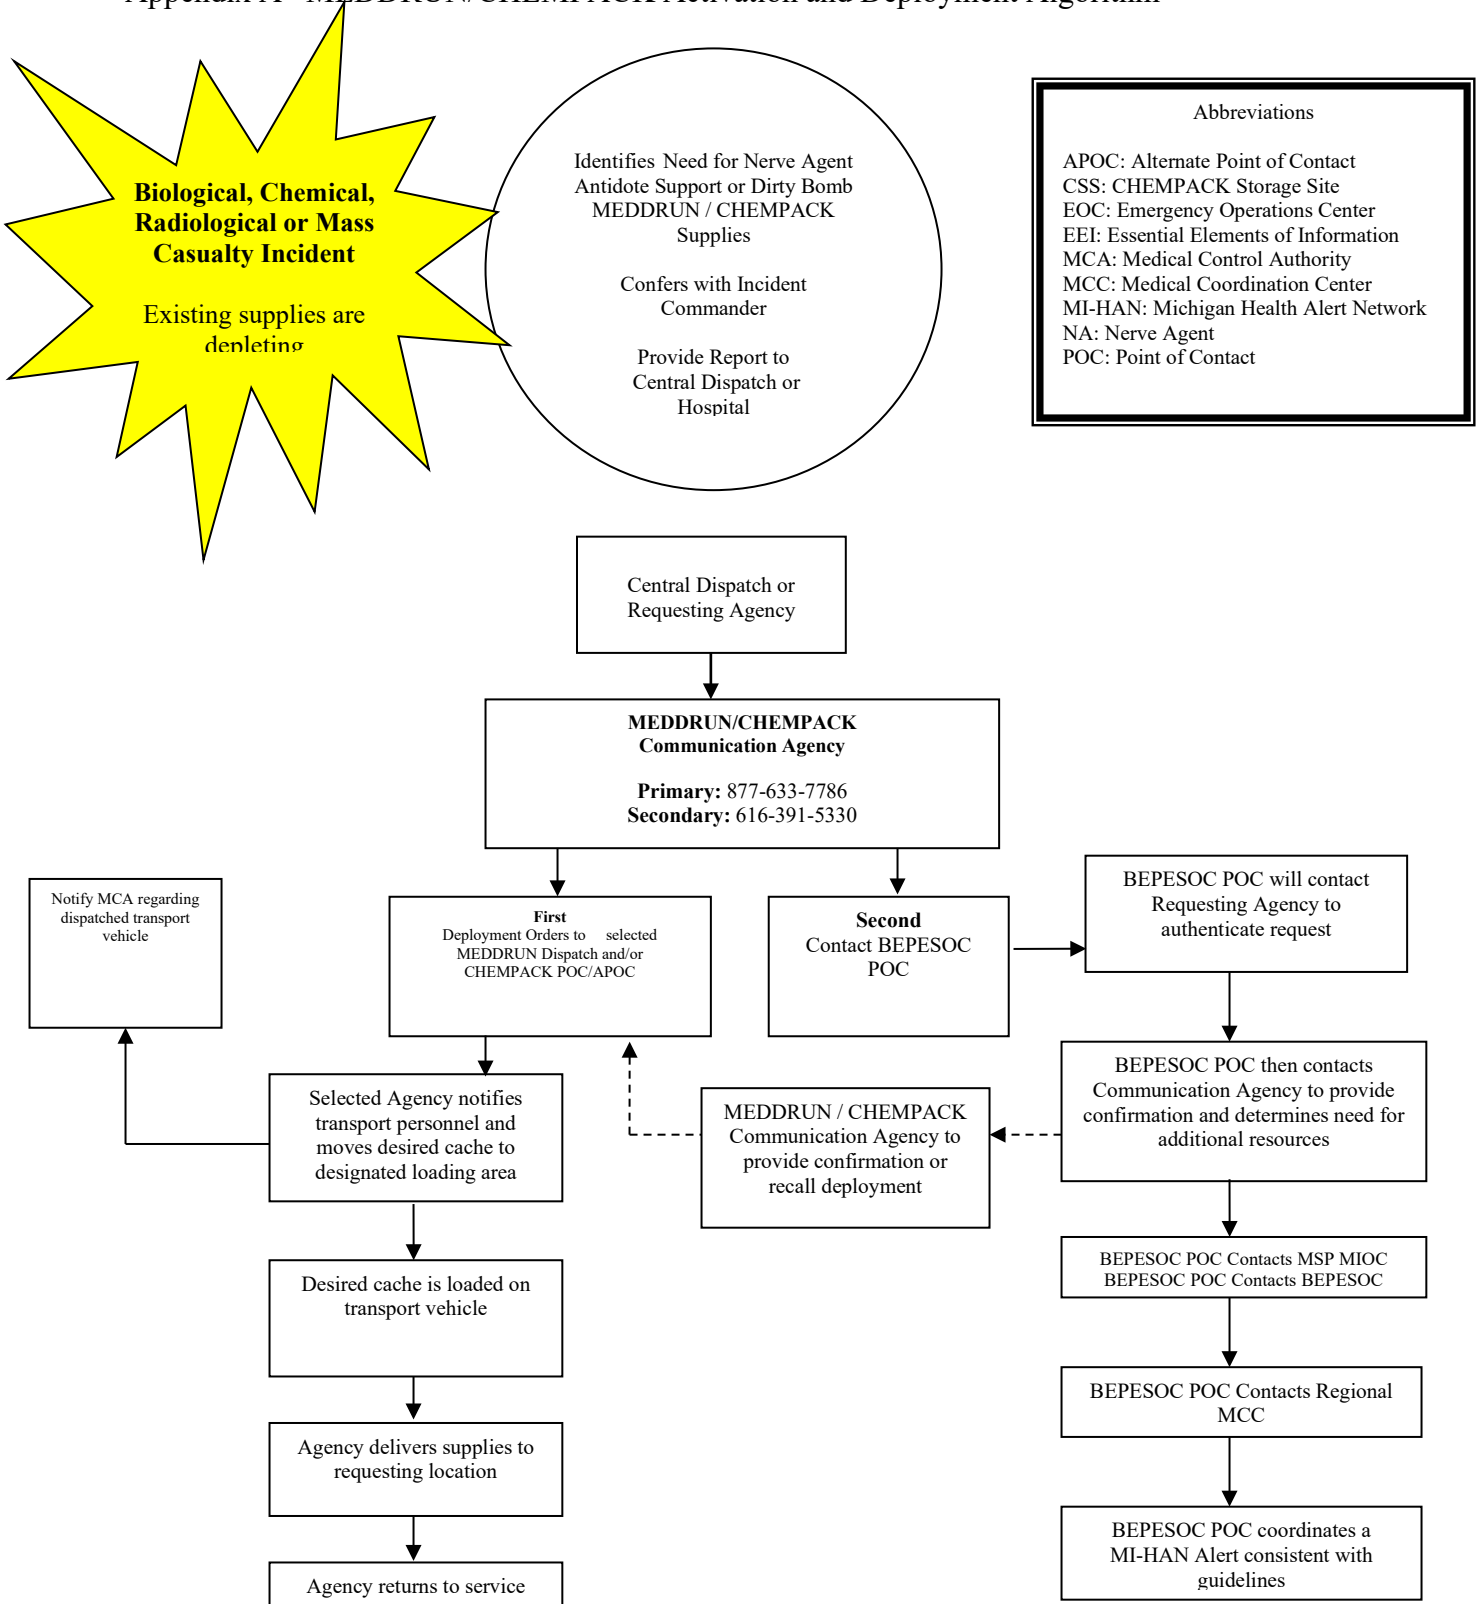 Appendix A - MEDDRUN/CHEMPACK Activation and Deployment Algorithm
Biological, Chemical,
Radiological or Mass
Casualty Incident
Existing supplies are
depleting
Identifies Need for Nerve Agent
Antidote Support or Dirty Bomb
MEDDRUN / CHEMPACK
Supplies
Confers with Incident
Commander
Provide Report to
Central Dispatch or
Hospital
Abbreviations
APOC: Alternate Point of Contact
CSS: CHEMPACK Storage Site
EOC: Emergency Operations Center
EEI: Essential Elements of Information
MCA: Medical Control Authority
MCC: Medical Coordination Center
MI-HAN: Michigan Health Alert Network
NA: Nerve Agent
POC: Point of Contact
Central Dispatch or
Requesting Agency
MEDDRUN/CHEMPACK
Communication Agency
Primary: 877-633-7786
Secondary: 616-391-5330
Notify MCA regarding
dispatched transport
vehicle
First
Deployment Orders to selected
MEDDRUN Dispatch and/or
CHEMPACK POC/APOC
Second
Contact BEPESOC
POC
BEPESOC POC will contact
Requesting Agency to
authenticate request
Selected Agency notifies
transport personnel and
moves desired cache to
designated loading area
MEDDRUN / CHEMPACK
Communication Agency to
provide confirmation or
recall deployment
BEPESOC POC then contacts
Communication Agency to provide
confirmation and determines need for
additional resources
Desired cache is loaded on
transport vehicle
BEPESOC POC Contacts MSP MIOC
BEPESOC POC Contacts BEPESOC
Agency delivers supplies to
requesting location
BEPESOC POC Contacts Regional
MCC
Agency returns to service
BEPESOC POC coordinates a
MI-HAN Alert consistent with
guidelines